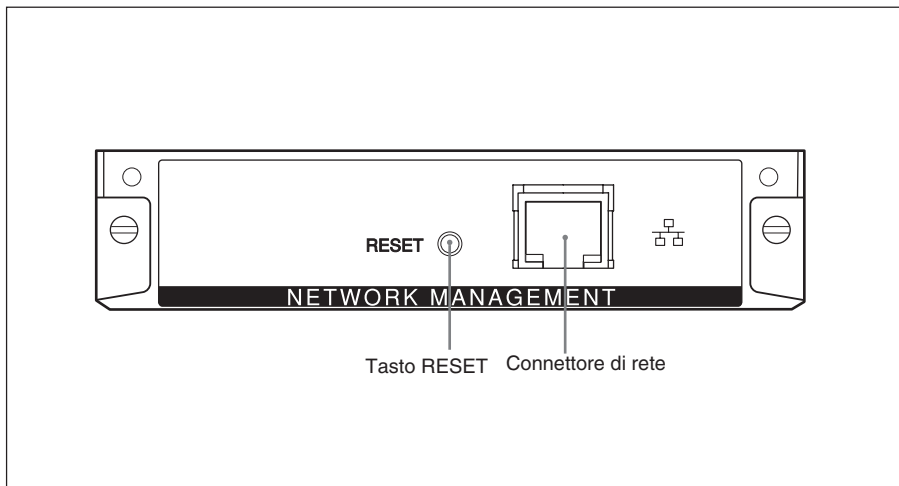 RESET
NETWORK MANAGEMENT
Tasto RESET
Connettore di rete